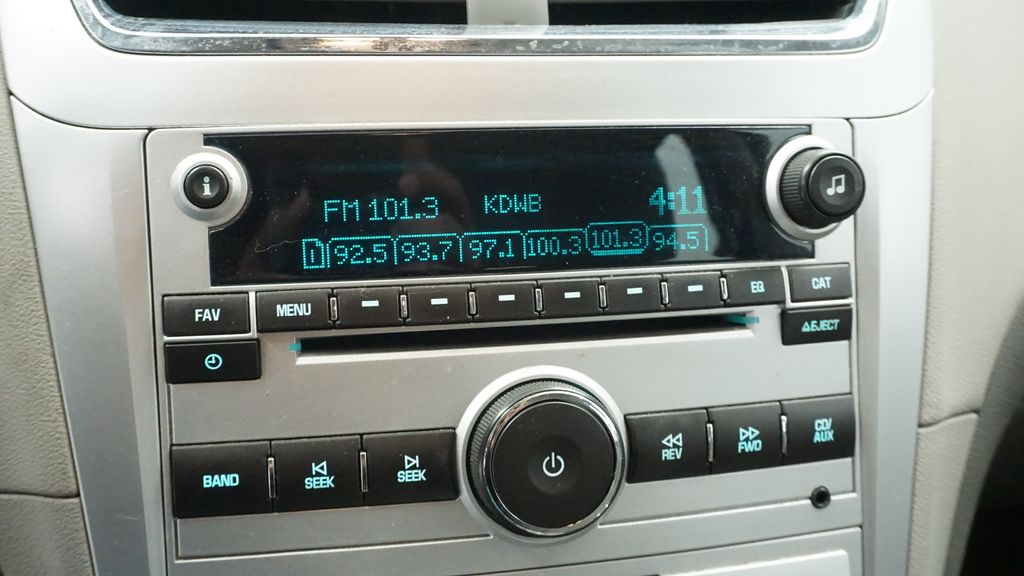 FM 101.3 KDWB 4:11
D 92.5 93.7 97.1 100.3 101.3 94.5
i
FAV MENU EQ CAT
EJECT
BAND SEEK SEEK REV FWD CD/
AUX